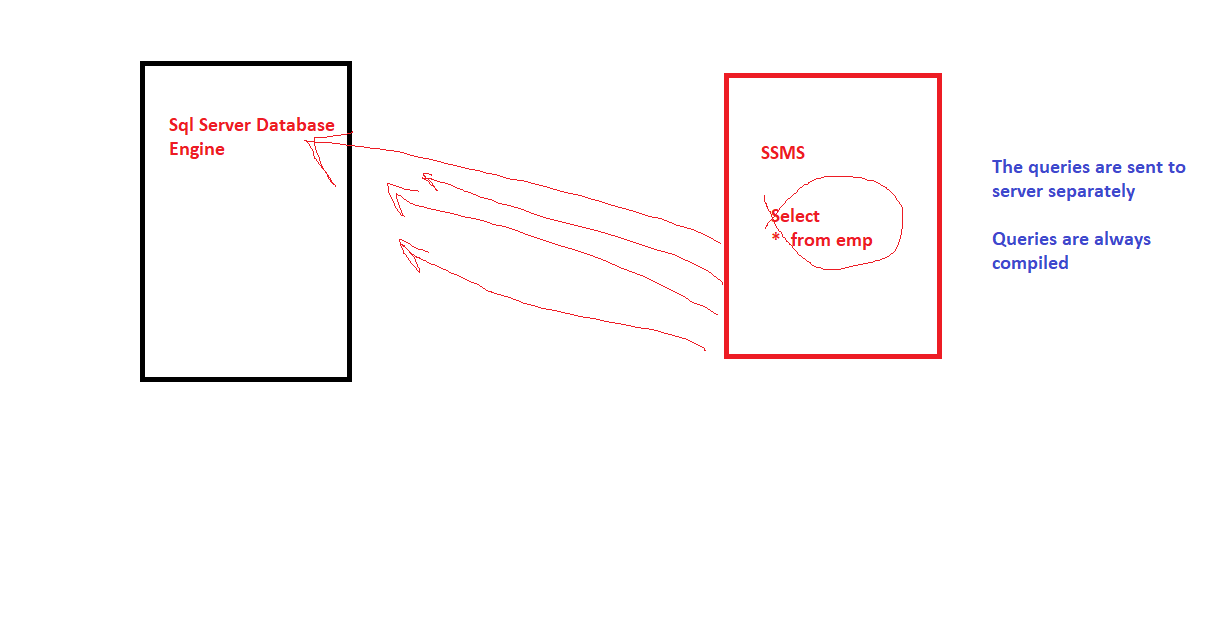 Sql Server Database
Engine
SSMS
Select
* from emp
The queries are sent to
server separately
Queries are always
compiled